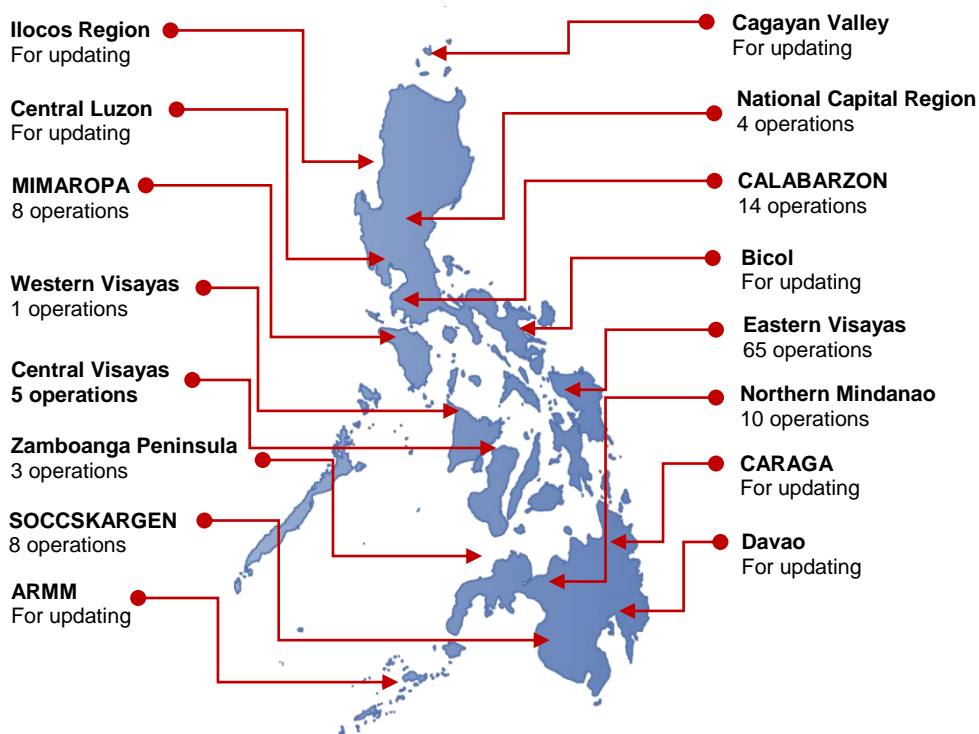 Ilocos Region
For updating
Central Luzon
For updating
MIMAROPA
8 operations
Western Visayas
1 operations
Central Visayas
5 operations
Zamboanga Peninsula
3 operations
SOCCSKARGEN
8 operations
ARMM
For updating
Cagayan Valley
For updating
National Capital Region
4 operations
CALABARZON
14 operations
Bicol
For updating
Eastern Visayas
65 operations
Northern Mindanao
10 operations
CARAGA
For updating
Davao
For updating